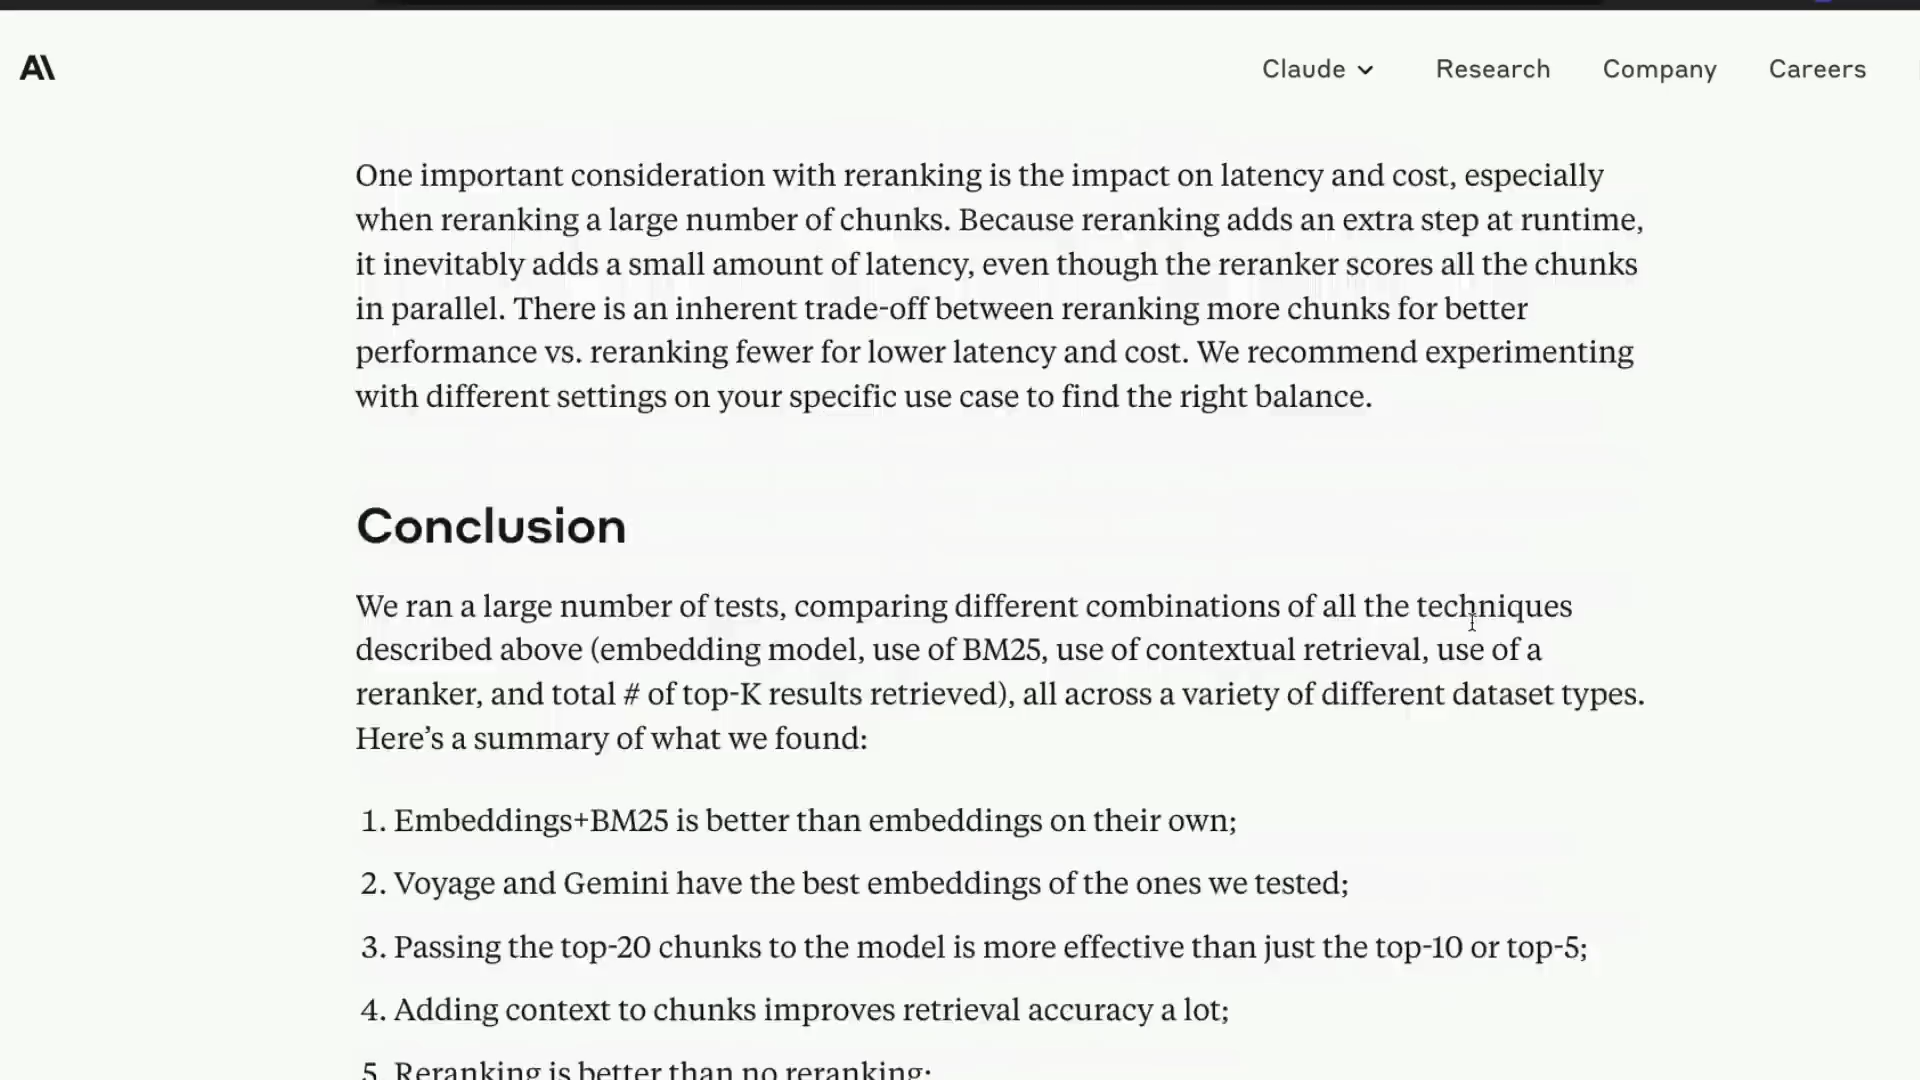 A\
Claude
Research
Company
Careers
One important consideration with reranking is the impact on latency and cost, especially
when reranking a large number of chunks. Because reranking adds an extra step at runtime,
it inevitably adds a small amount of latency, even though the reranker scores all the chunks
in parallel. There is an inherent trade-off between reranking more chunks for better
performance vs. reranking fewer for lower latency and cost. We recommend experimenting
with different settings on your specific use case to find the right balance.
Conclusion
We ran a large number of tests, comparing different combinations of all the techniques
described above (embedding model, use of BM25, use of contextual retrieval, use of a
reranker, and total # of top-K results retrieved), all across a variety of different dataset types.
Here’s a summary of what we found:
1. Embeddings+BM25 is better than embeddings on their own;
2. Voyage and Gemini have the best embeddings of the ones we tested;
3. Passing the top-20 chunks to the model is more effective than just the top-10 or top-5;
4. Adding context to chunks improves retrieval accuracy a lot;
5. Reranking is better than no reranking;